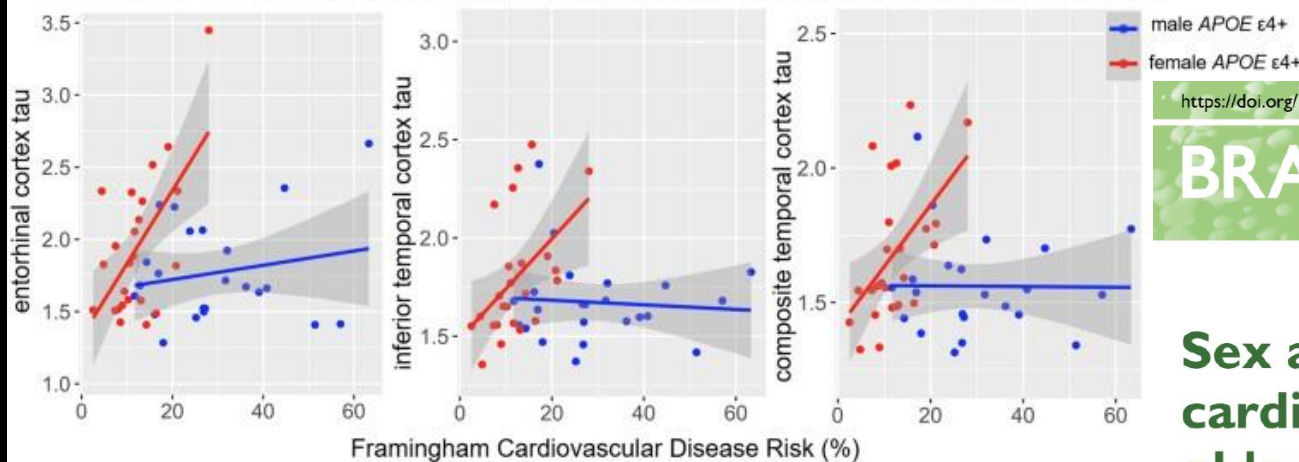 male APOE ε4+
female APOE ε4+
entorhinal cortex tau
3.5
3.0
2.5
2.0
1.5
1.0
0
20
40
60
inferior temporal cortex tau
3.0
2.5
2.0
1.5
0
20
40
60
composite temporal cortex tau
2.5
2.0
1.5
0
20
40
60
Framingham Cardiovascular Disease Risk (%)
https://doi.org/
BRA
Sex a
cardi